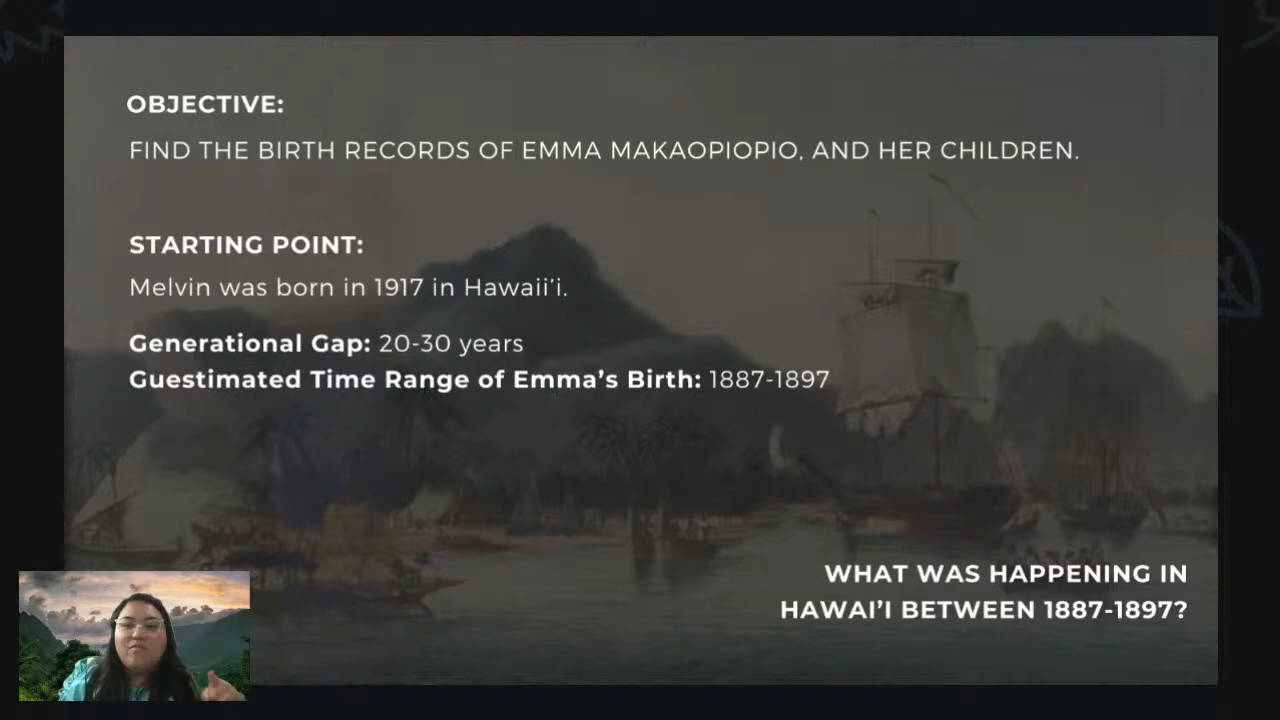 OBJECTIVE:
FIND THE BIRTH RECORDS OF EMMA MAKAOPIOPIO, AND HER CHILDREN.
STARTING POINT:
Melvin was born in 1917 in Hawaii’i.
Generational Gap: 20-30 years
Guestimated Time Range of Emma’s Birth: 1887-1897
WHAT WAS HAPPENING IN
HAWAI’I BETWEEN 1887-1897?